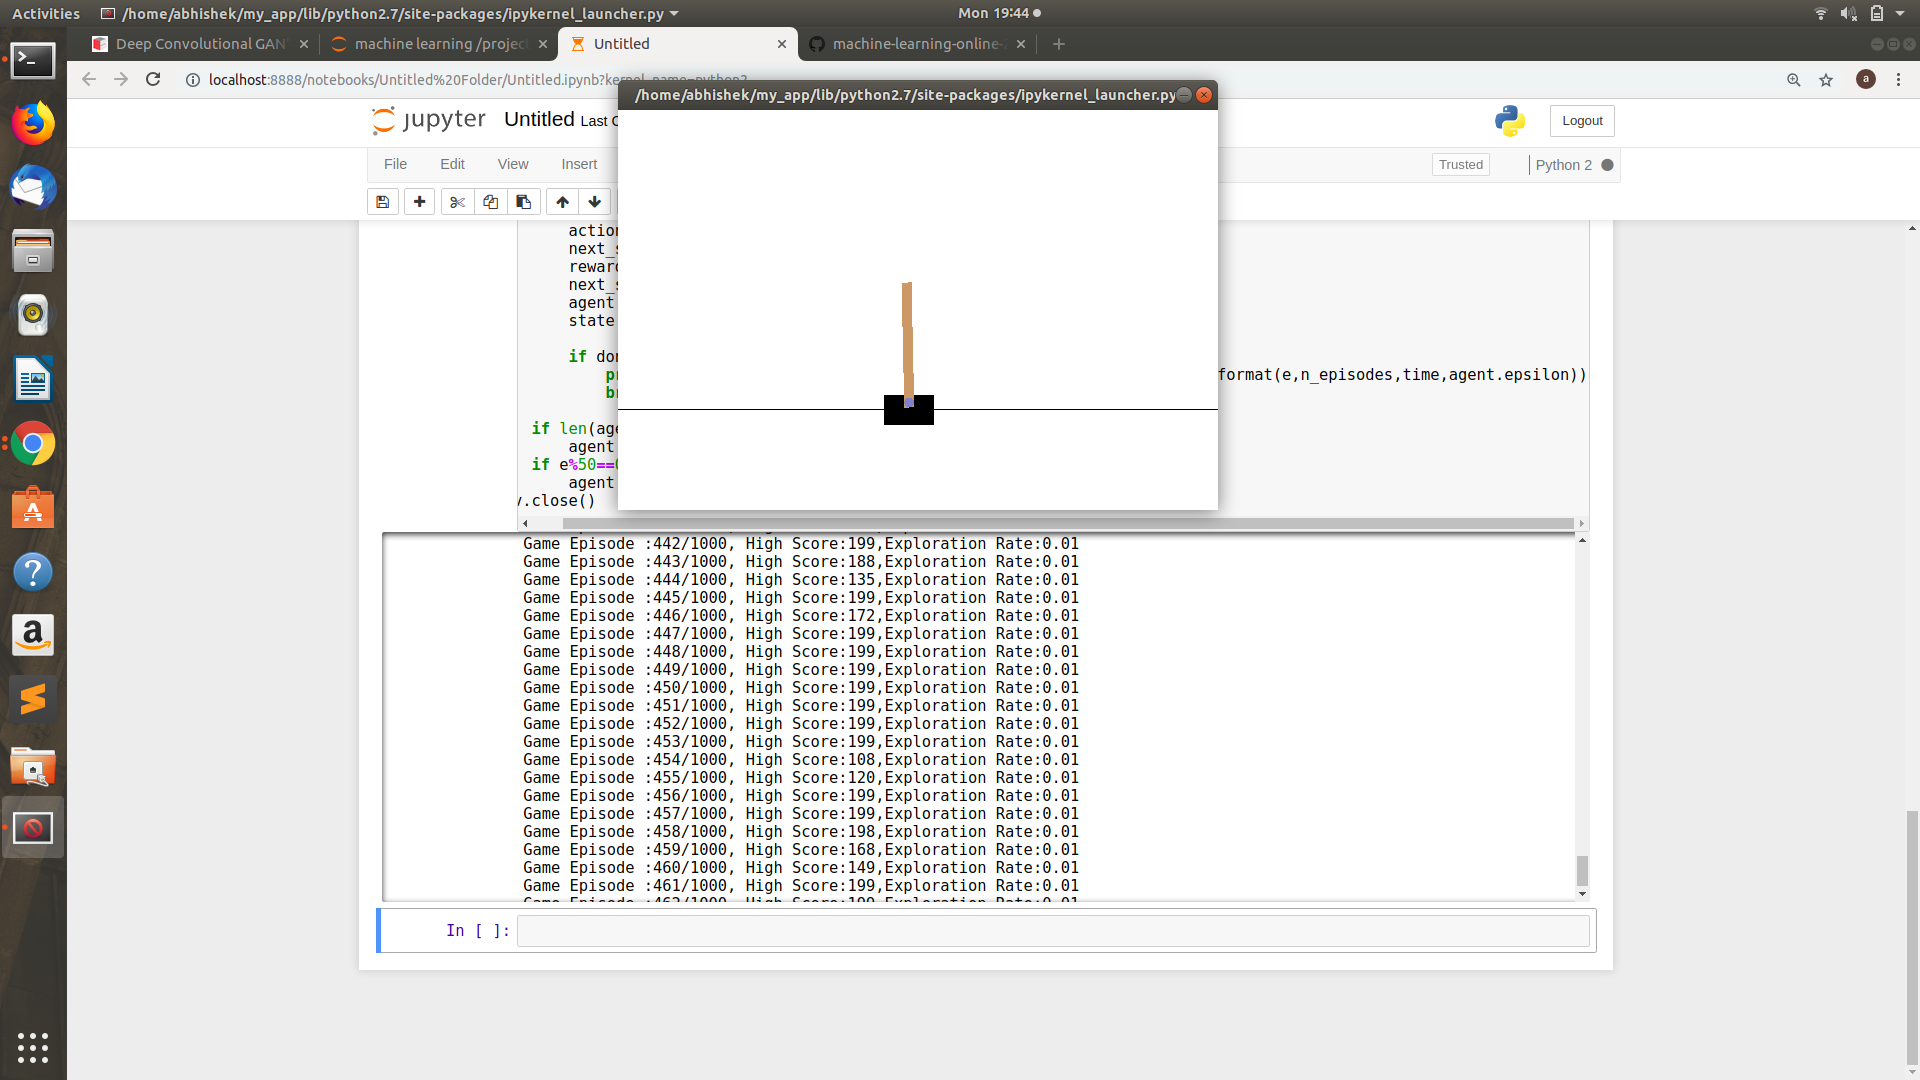 Activities
/home/abhishek/my_app/lib/python2.7/site-packages/ipykernel_launcher.py
Mon 19:44
Deep Convolutional GAN
machine learning /projec
Untitled
machine-learning-online-
localhost:8888/notebooks/Untitled%20Folder/Untitled.ipynb?kernel_name=python2
a
/home/abhishek/my_app/lib/python2.7/site-packages/ipykernel_launcher.py
jupyter
Untitled
Last
Logout
File
Edit
View
Insert
Trusted
Python 2
action
next_s
reward
next_s
agent
state
if don
pr
format(e,n_episodes,time,agent.epsilon))
br
if len(age
agent
if e%50==0
agent
.close()
Game Episode :442/1000, High Score:199,Exploration Rate:0.01
Game Episode :443/1000, High Score:188,Exploration Rate:0.01
Game Episode :444/1000, High Score:135,Exploration Rate:0.01
Game Episode :445/1000, High Score:199,Exploration Rate:0.01
Game Episode :446/1000, High Score:172,Exploration Rate:0.01
Game Episode :447/1000, High Score:199,Exploration Rate:0.01
Game Episode :448/1000, High Score:199,Exploration Rate:0.01
Game Episode :449/1000, High Score:199,Exploration Rate:0.01
Game Episode :450/1000, High Score:199,Exploration Rate:0.01
Game Episode :451/1000, High Score:199,Exploration Rate:0.01
Game Episode :452/1000, High Score:199,Exploration Rate:0.01
Game Episode :453/1000, High Score:199,Exploration Rate:0.01
Game Episode :454/1000, High Score:108,Exploration Rate:0.01
Game Episode :455/1000, High Score:120,Exploration Rate:0.01
Game Episode :456/1000, High Score:199,Exploration Rate:0.01
Game Episode :457/1000, High Score:199,Exploration Rate:0.01
Game Episode :458/1000, High Score:198,Exploration Rate:0.01
Game Episode :459/1000, High Score:168,Exploration Rate:0.01
Game Episode :460/1000, High Score:149,Exploration Rate:0.01
Game Episode :461/1000, High Score:199,Exploration Rate:0.01
In [ ]: